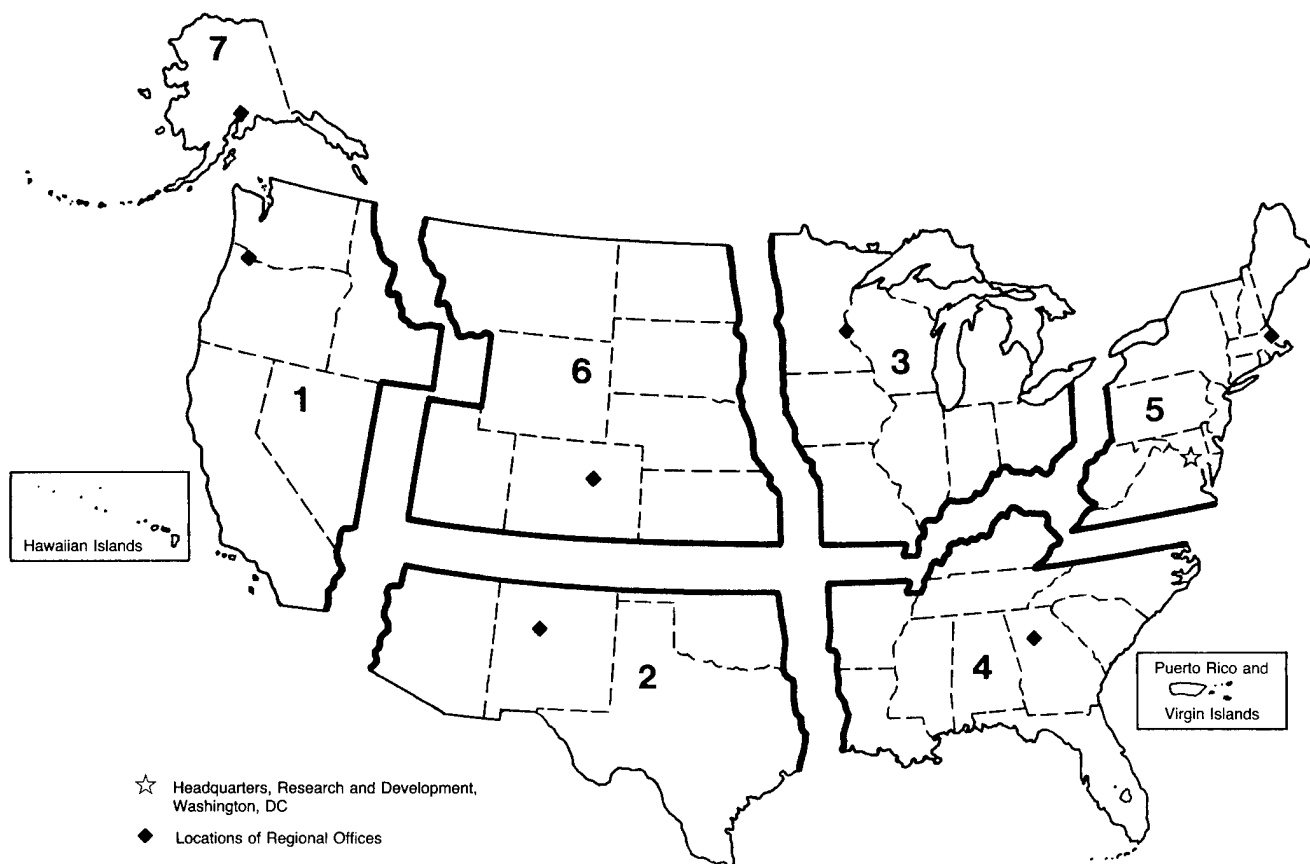 7
6
3
1
5
Hawaiian Islands
2
4
Puerto Rico and
Virgin Islands
Headquarters, Research and Development,
Washington, DC
Locations of Regional Offices